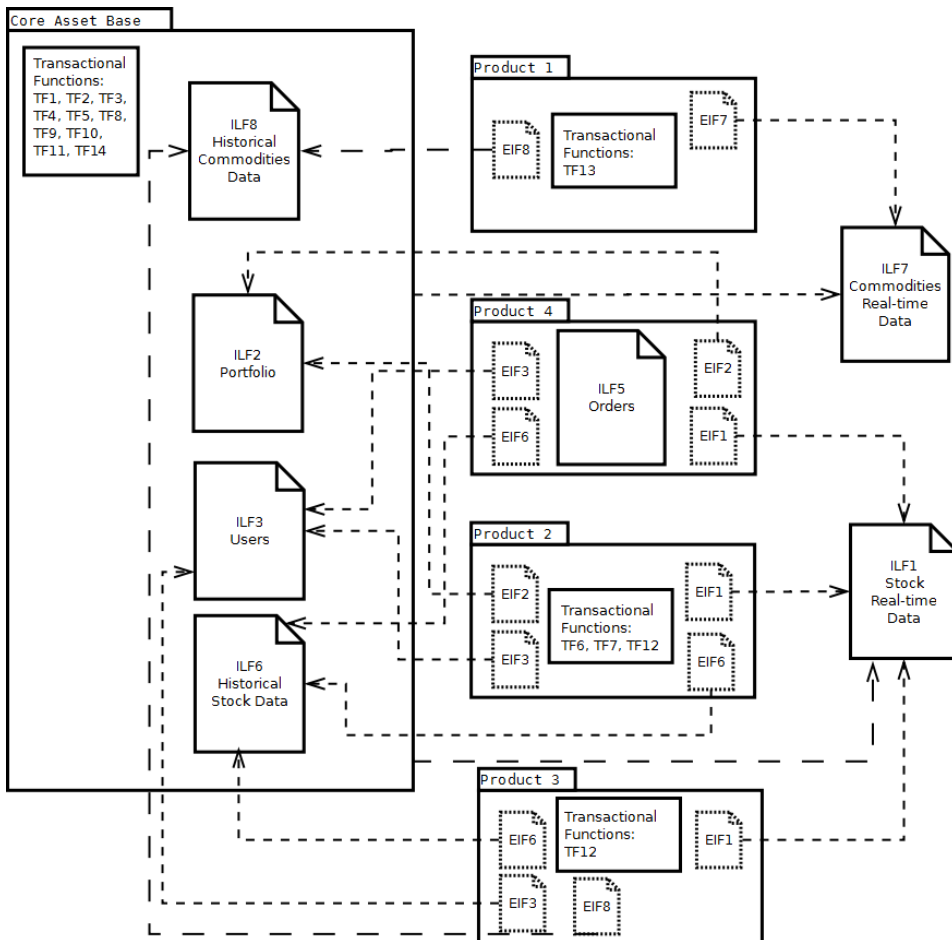 Core Asset Base
Transactional
Functions:
TF1, TF2, TF3,
TF4, TF5, TF8,
TF9, TF10,
TF11, TF14
ILF8
Historical
Commodities
Data
ILF2
Portfolio
ILF3
Users
ILF6
Historical
Stock Data
Product 1
EIF8
Transactional
Functions:
TF13
EIF7
Product 4
EIF3
EIF6
ILF5
Orders
EIF2
EIF1
Product 2
EIF2
EIF3
Transactional
Functions:
TF6, TF7, TF12
EIF1
EIF6
Product 3
EIF6
EIF3
Transactional
Functions:
TF12
EIF8
EIF1
ILF7
Commodities
Real-time
Data
ILF1
Stock
Real-time
Data